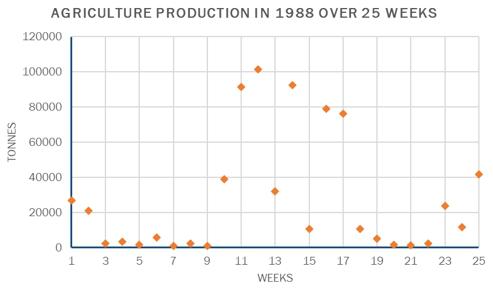 AGRICULTURE PRODUCTION IN 1988 OVER 25 WEEKS
120000
100000
80000
60000
40000
20000
0
TONNES
1 3 5 7 9 11 13 15 17 19 21 23 25
WEEKS